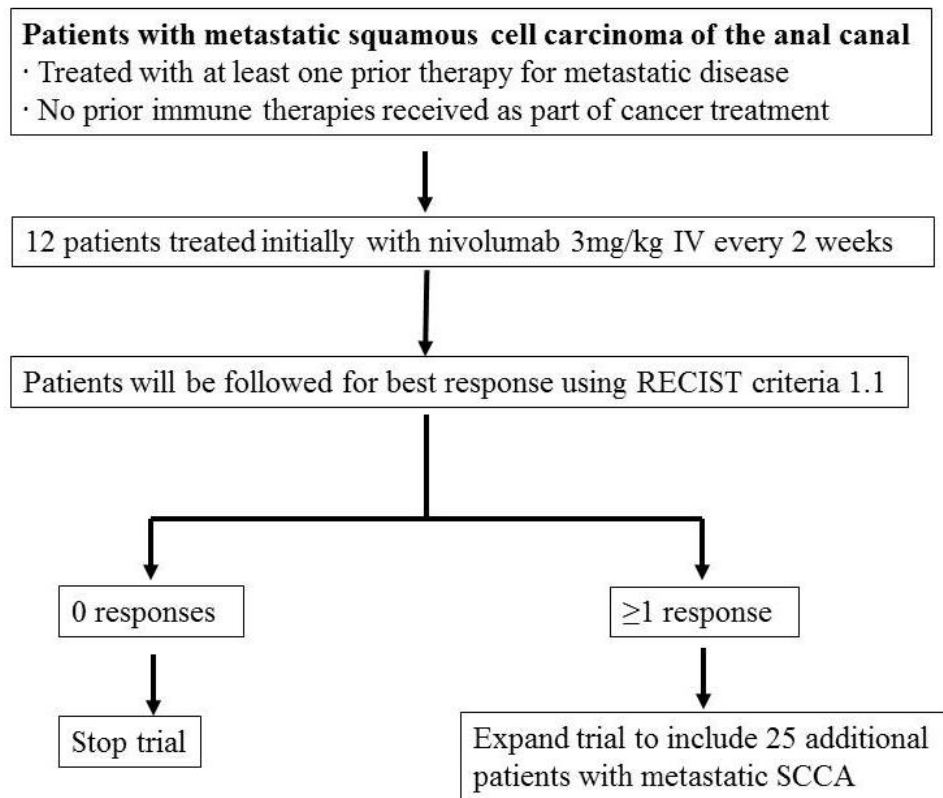 Patients with metastatic squamous cell carcinoma of the anal canal
· Treated with at least one prior therapy for metastatic disease
· No prior immune therapies received as part of cancer treatment
12 patients treated initially with nivolumab 3mg/kg IV every 2 weeks
Patients will be followed for best response using RECIST criteria 1.1
0 responses
≥1 response
Stop trial
Expand trial to include 25 additional
patients with metastatic SCCA